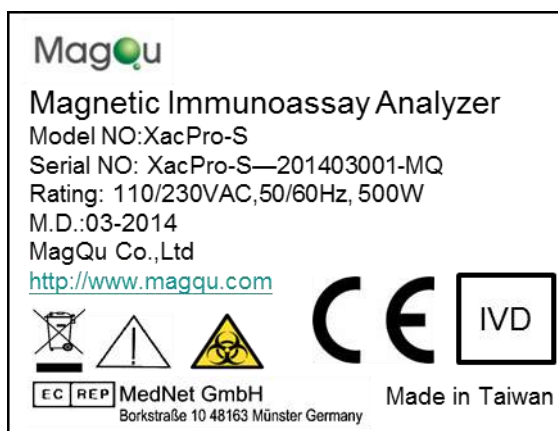 MagQu
Magnetic Immunoassay Analyzer
Model NO:XacPro-S
Serial NO: XacPro-S—201403001-MQ
Rating: 110/230VAC,50/60Hz, 500W
M.D.:03-2014
MagQu Co.,Ltd
http://www.magqu.com
CE IVD
EC REP MedNet GmbH
Borkstraße 10 48163 Münster Germany
Made in Taiwan